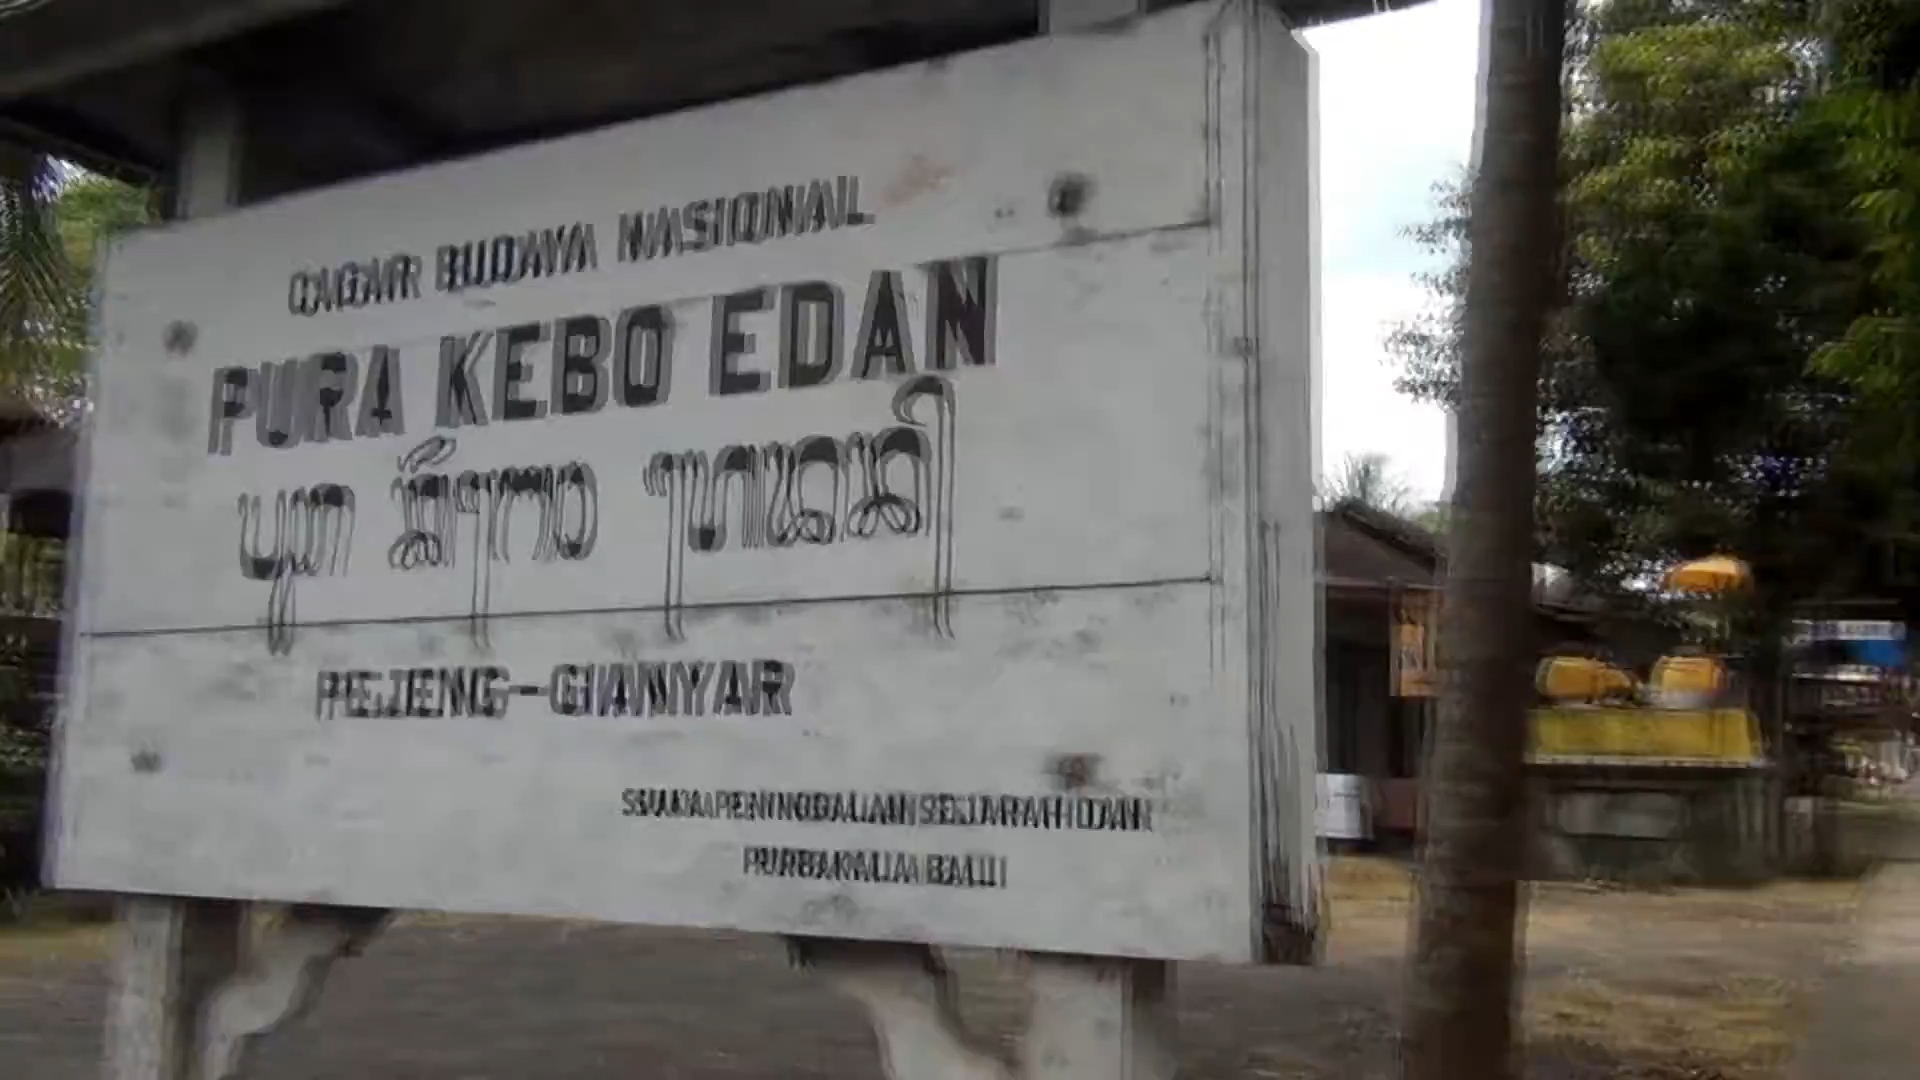 CAGAR BUDAYA NASIONAL
PURA KEBO EDAN
PEJENG-GIANYAR
SUAKA PENINGGALAN SEJARAH DAN
PURBAKALA BALI